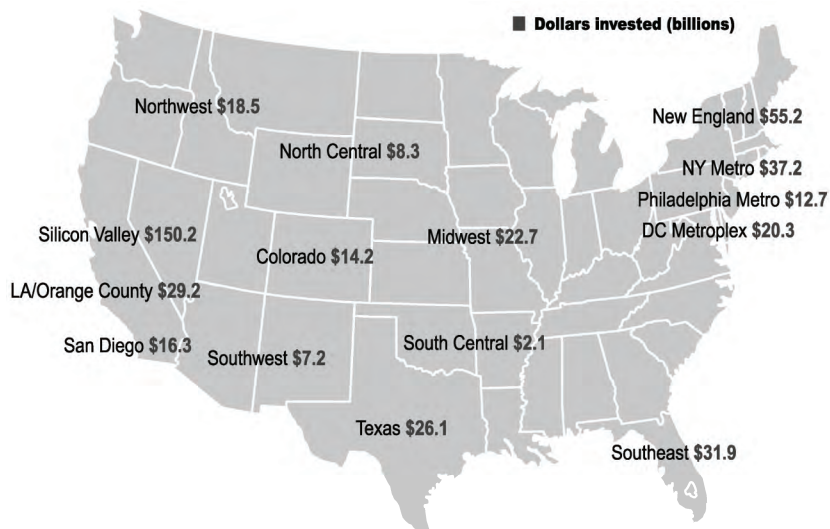 Dollars invested (billions)
Northwest $18.5
New England $55.2
North Central $8.3
NY Metro $37.2
Philadelphia Metro $12.7
Silicon Valley $150.2
Midwest $22.7
DC Metroplex $20.3
Colorado $14.2
LA/Orange County $29.2
San Diego $16.3
Southwest $7.2
South Central $2.1
Texas $26.1
Southeast $31.9